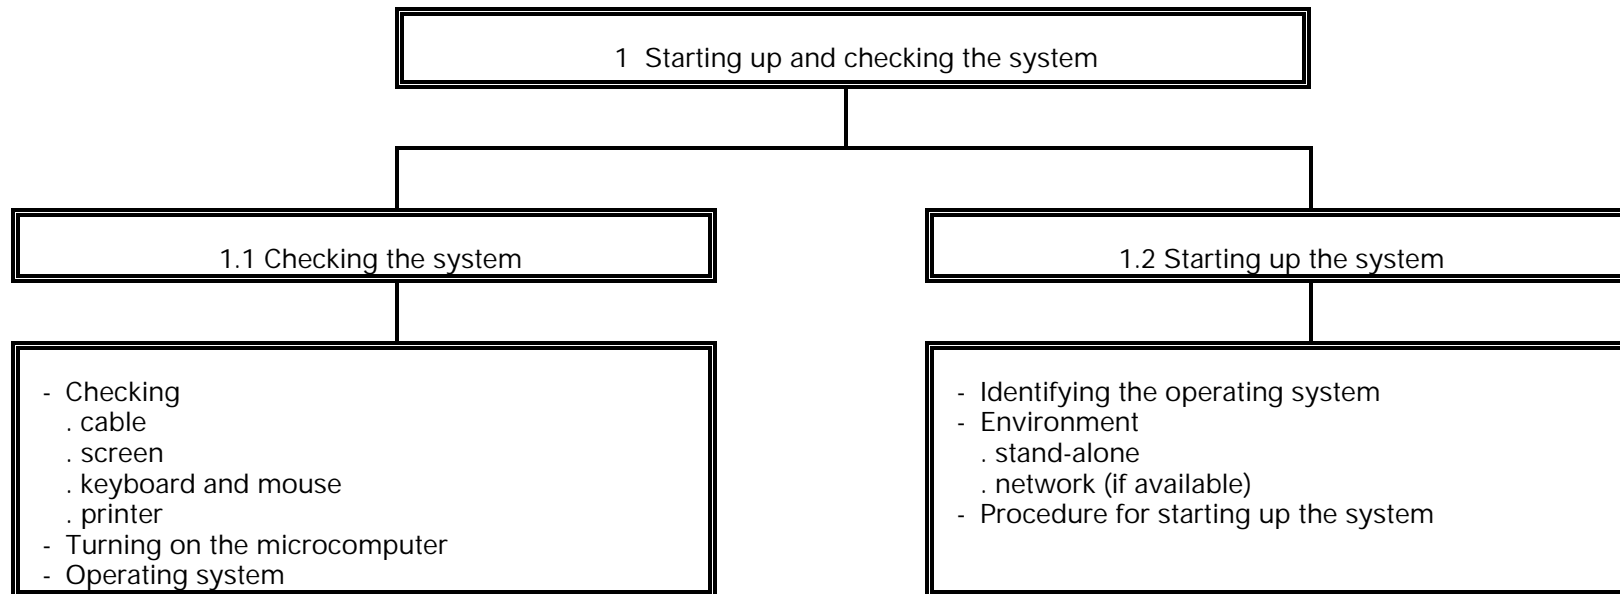 1 Starting up and checking the system
1.1 Checking the system
1.2 Starting up the system
- Checking
. cable
. screen
. keyboard and mouse
. printer
- Turning on the microcomputer
- Operating system
- Identifying the operating system
- Environment
. stand-alone
. network (if available)
- Procedure for starting up the system